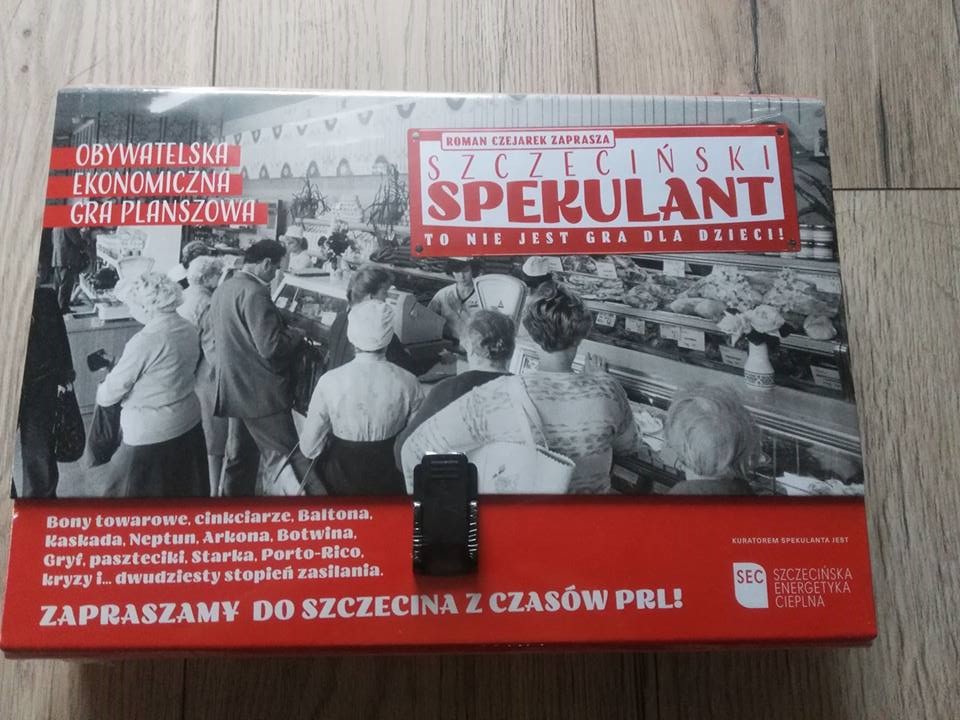 OBYWATELSKA
EKONOMICZNA
GRA PLANSZOWA
ROMAN CZEJAREK ZAPRASZA
SZCZECIŃSKI
SPEKULANT
TO NIE JEST GRA DLA DZIECI!
Bony towarowe, cinkciarze, Baltona,
Kaskada, Neptun, Arkona, Botwina,
Gryf, paszteciki, Starka, Porto-Rico,
kryzy i... dwudziesty stopień zasilania.
ZAPRASZAMY DO SZCZECINA Z CZASÓW PRL!
KURATOREM SPEKULANTA JEST
SEC
SZCZECIŃSKA
ENERGETYKA
CIEPLNA